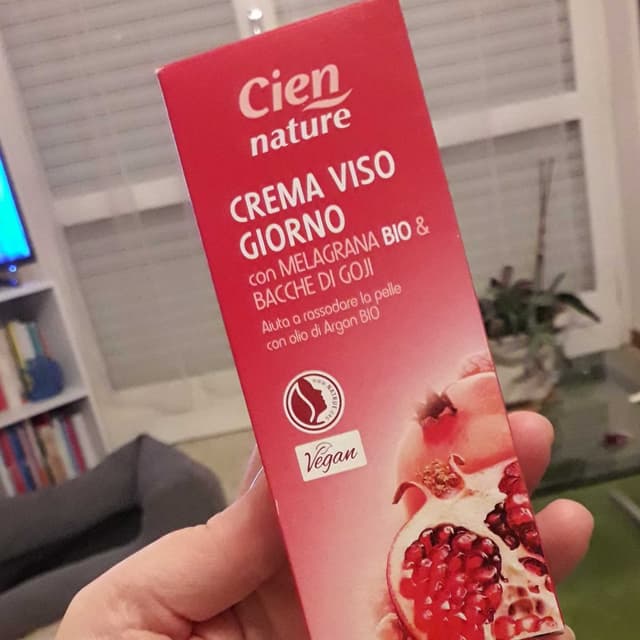 Cien
nature
CREMA VISO
GIORNO
con MELAGRANA BIO &
BACCHE DI GOJI
Aiuta a rassodare la pelle
con olio di Argan BIO
Vegan